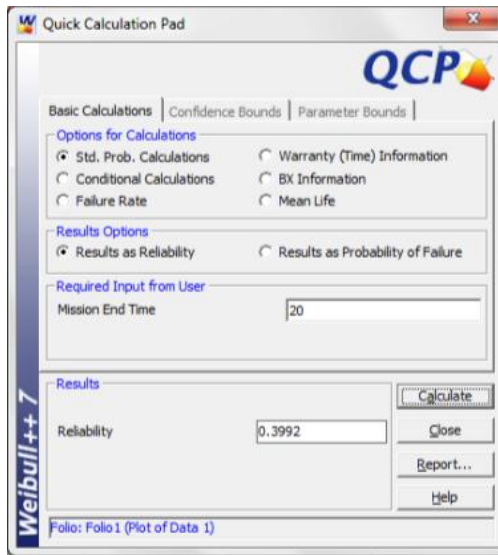 Quick Calculation Pad
QCP
Basic Calculations Confidence Bounds Parameter Bounds
Options for Calculations
Std. Prob. Calculations Warranty (Time) Information
Conditional Calculations BX Information
Failure Rate Mean Life
Results Options
Results as Reliability Results as Probability of Failure
Required Input from User
Mission End Time 20
Results
Calculate
Reliability 0.3992 Close
Report...
Help
Weibull++ 7
Folio: Folio1 (Plot of Data 1)